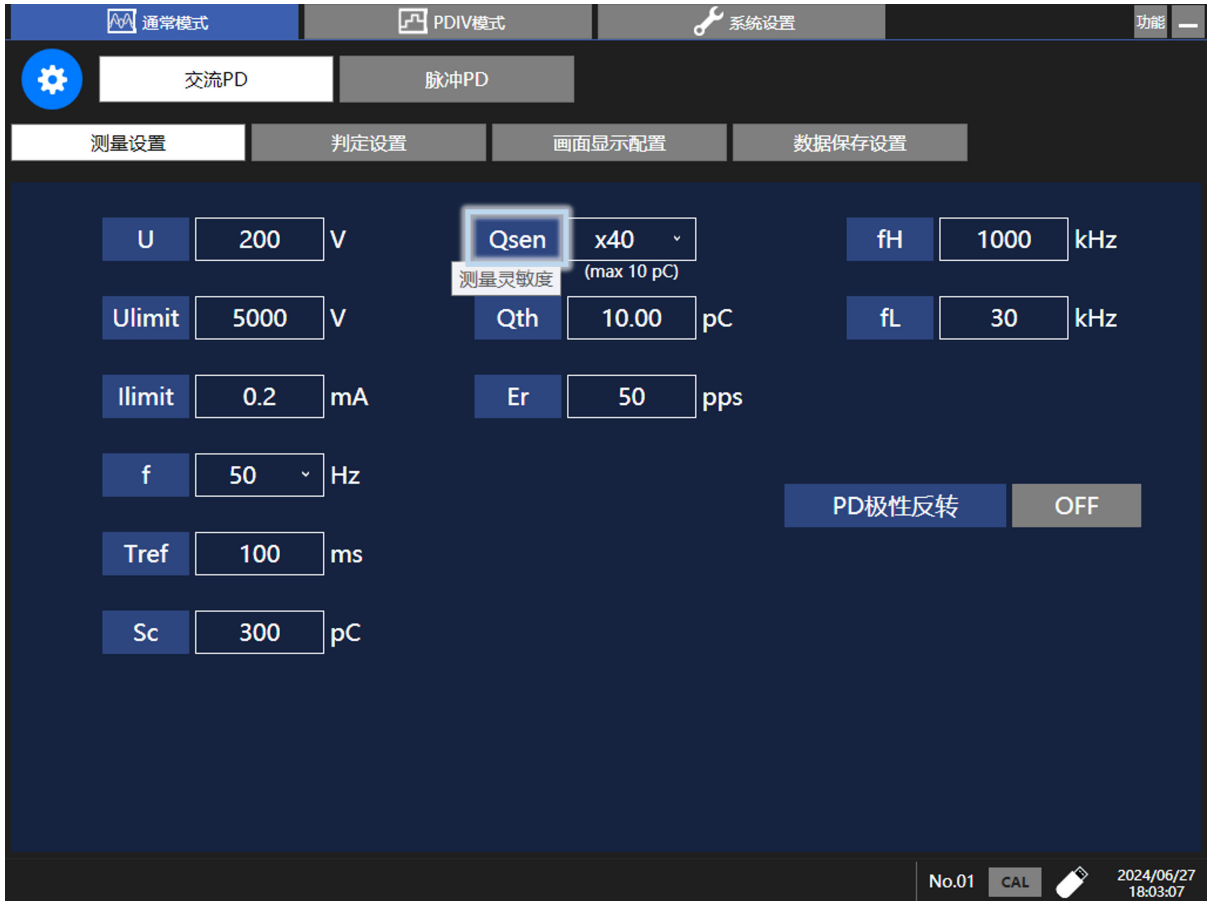 通常模式 PDIV模式 系统设置 功能
交流PD 脉冲PD
测量设置 判定设置 画面显示配置 数据保存设置
U 200 V Qsen x40 fH 1000 kHz
测量灵敏度 (max 10 pC)
Ulimit 5000 V Qth 10.00 pC fL 30 kHz
Ilimit 0.2 mA Er 50 pps
f 50 Hz
PD极性反转 OFF
Tref 100 ms
Sc 300 pC
No.01 CAL 2024/06/27
18:03:07